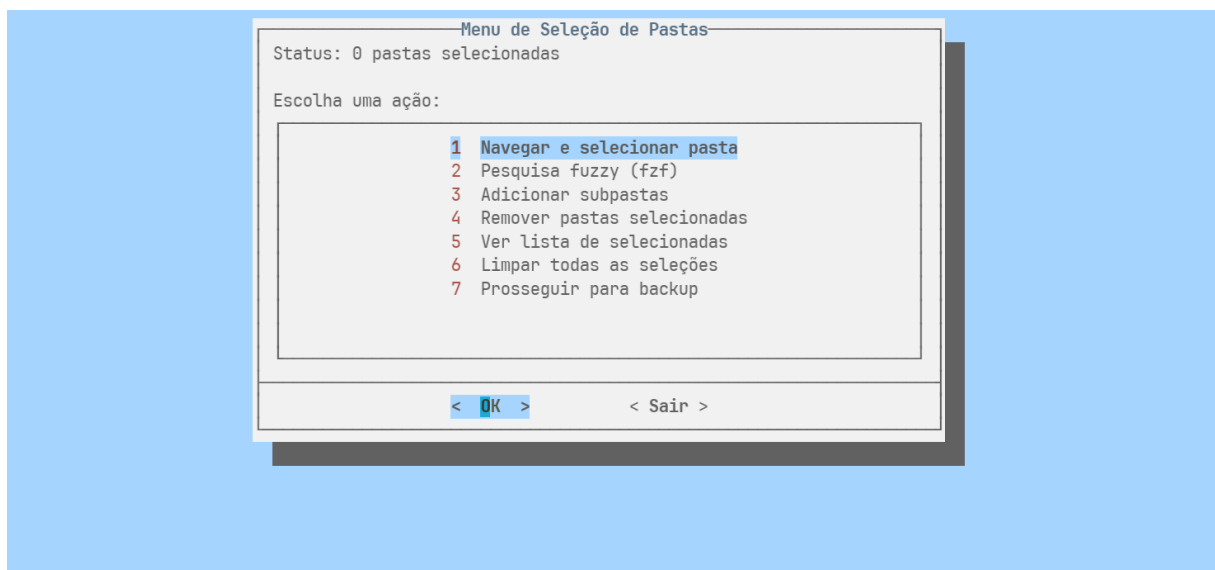 Menu de Seleção de Pastas
Status: 0 pastas selecionadas
Escolha uma ação:
1 Navegar e selecionar pasta
2 Pesquisa fuzzy (fzf)
3 Adicionar subpastas
4 Remover pastas selecionadas
5 Ver lista de selecionadas
6 Limpar todas as seleções
7 Prosseguir para backup
< OK > < Sair >